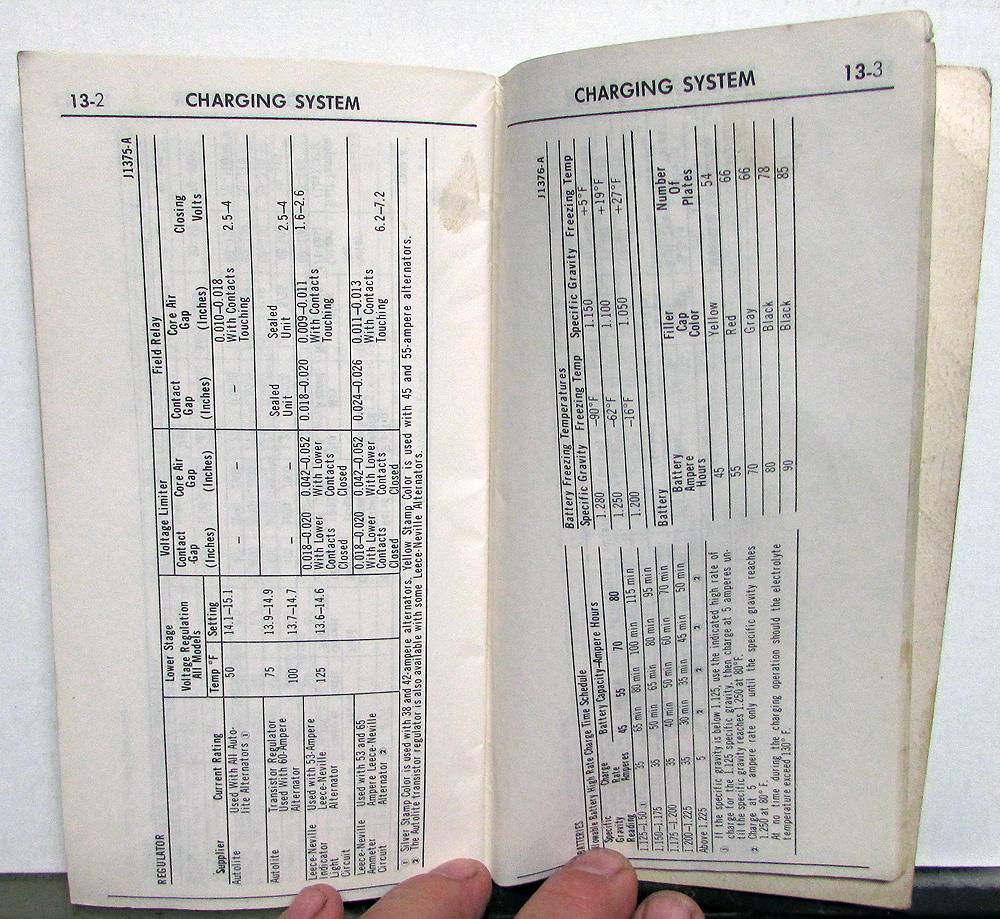 13-2 CHARGING SYSTEM
J1375-A
REGULATOR
Lower Stage Voltage Regulation All Models | Voltage Limiter | Field Relay
Supplier | Current Rating | Temp °F | Setting | Contact Gap (Inches) | Core Air Gap (Inches) | Contact Gap (Inches) | Core Air Gap (Inches) | Closing Volts
Autolite | Used With All Auto-lite Alternators ① | 50 | 14.1–15.1 | – | – | – | 0.010–0.018 With Contacts Touching | 2.5–4
Autolite | Transistor Regulator Used With 60-Ampere Alternator | 75 | 13.9–14.9 | – | – | Sealed Unit | Sealed Unit | 2.5–4
Leece-Neville Indicator Light Circuit | Used with 53-Ampere Leece-Neville Alternator | 100 | 13.7–14.7 | 0.018–0.020 With Lower Contacts Closed | 0.042–0.052 With Lower Contacts Closed | 0.018–0.020 | 0.009–0.011 With Contacts Touching | 1.6–2.6
125 | 13.6–14.6
Leece-Neville Ammeter Circuit | Used with 53 and 65 Ampere Leece-Neville Alternator ② | 0.018–0.020 With Lower Contacts Closed | 0.042–0.052 With Lower Contacts Closed | 0.024–0.026 | 0.011–0.013 With Contacts Touching | 6.2–7.2
① Silver Stamp Color is used with 38 and 42-ampere alternators. Yellow Stamp Color is used with 45 and 55-ampere alternators.
② The Autolite transistor regulator is also available with some Leece-Neville Alternators.
CHARGING SYSTEM 13-3
J1376-A
BATTERIES
Allowable Battery High Rate Charge Time Schedule
Specific Gravity Reading | Charge Rate Amperes | Battery Capacity–Ampere Hours
45 | 55 | 70 | 80
1.125–1.150 ① | 35 | 65 min | 80 min | 100 min | 115 min
1.150–1.175 | 35 | 50 min | 65 min | 80 min | 95 min
1.175–1.200 | 35 | 40 min | 50 min | 60 min | 70 min
1.200–1.225 | 35 | 30 min | 35 min | 45 min | 50 min
Above 1.225 | 5 | ② | ② | ② | ②
① If the specific gravity is below 1.125, use the indicated high rate of
charge for the 1.125 specific gravity, then charge at 5 amperes un-
til the specific gravity reaches 1.250 at 80°F.
② Charge at 5 ampere rate only until the specific gravity reaches
1.250 at 80° F.
At no time during the charging operation should the electrolyte
temperature exceed 130° F.
Battery Freezing Temperatures
Specific Gravity | Freezing Temp | Specific Gravity | Freezing Temp
1.280 | –90°F | 1.150 | +5°F
1.250 | –62°F | 1.100 | +19°F
1.200 | –16°F | 1.050 | +27°F
Battery
Battery Ampere Hours | Filler Cap Color | Number Of Plates
45 | Yellow | 54
55 | Red | 66
70 | Gray | 66
80 | Black | 78
90 | Black | 85